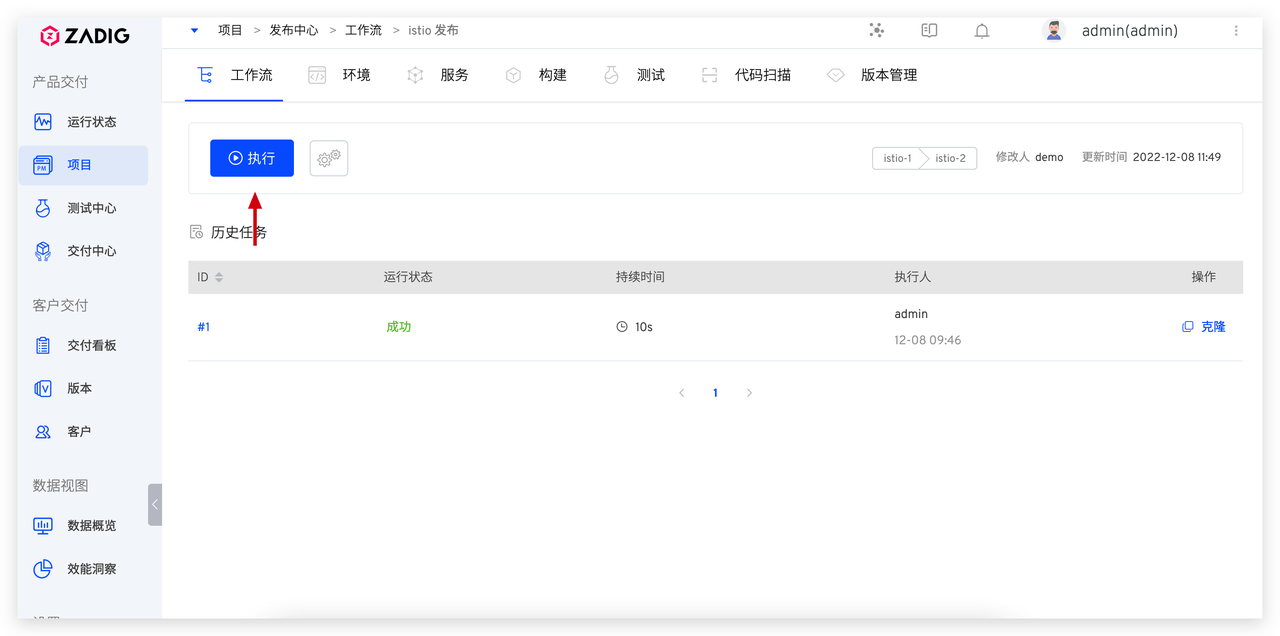 ZADIG
项目 > 发布中心 > 工作流 > istio 发布
admin(admin)
产品交付
运行状态
项目
测试中心
交付中心
客户交付
交付看板
版本
客户
数据视图
数据概览
效能洞察
工作流 环境 服务 构建 测试 代码扫描 版本管理
执行
istio-1 istio-2 修改人 demo 更新时间 2022-12-08 11:49
历史任务
ID 运行状态 持续时间 执行人 操作
#1 成功 10s admin 克隆
12-08 09:46
< 1 >